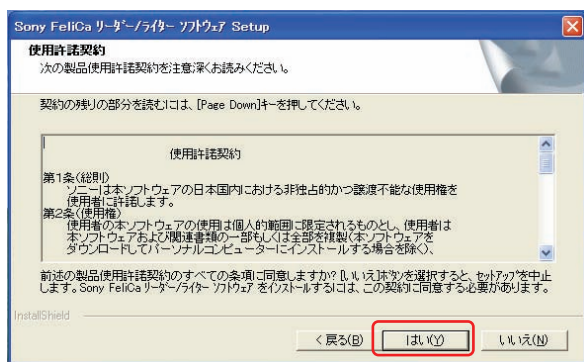 Sony FeliCa リーダー/ライター ソフトウェア Setup
使用許諾契約
次の製品使用許諾契約を注意深くお読みください。
契約の残りの部分を読むには、[Page Down]キーを押してください。
使用許諾契約
第1条(総則)
ソニーは本ソフトウェアの日本国内における非独占的かつ譲渡不能な使用権を
使用者に許諾します。
第2条(使用権)
使用者の本ソフトウェアの使用は個人的範囲に限定されるものとし、使用者は
本ソフトウェアおよび関連書類の一部もしくは全部を複製(本ソフトウェアを
ダウンロードしてパーソナルコンピューターにインストールする場合を除く)、
前述の製品使用許諾契約のすべての条項に同意しますか?[いいえ]ボタンを選択すると、セットアップを中止
します。Sony FeliCa リーダー/ライター ソフトウェア をインストールするには、この契約に同意する必要があります。
InstallShield
< 戻る(B)
はい(Y)
いいえ(N)